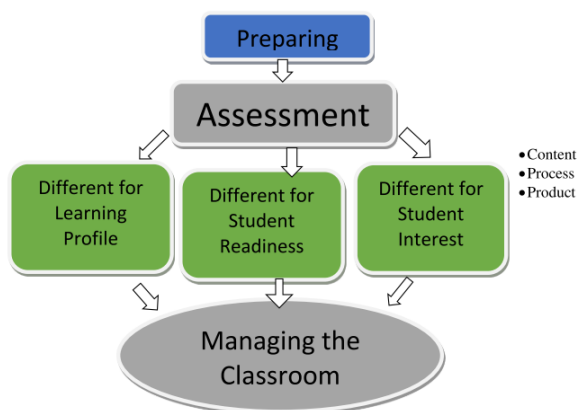 Preparing
Assessment
Different for
Learning
Profile
Different for
Student
Readiness
Different for
Student
Interest
•Content
•Process
•Product
Managing the
Classroom